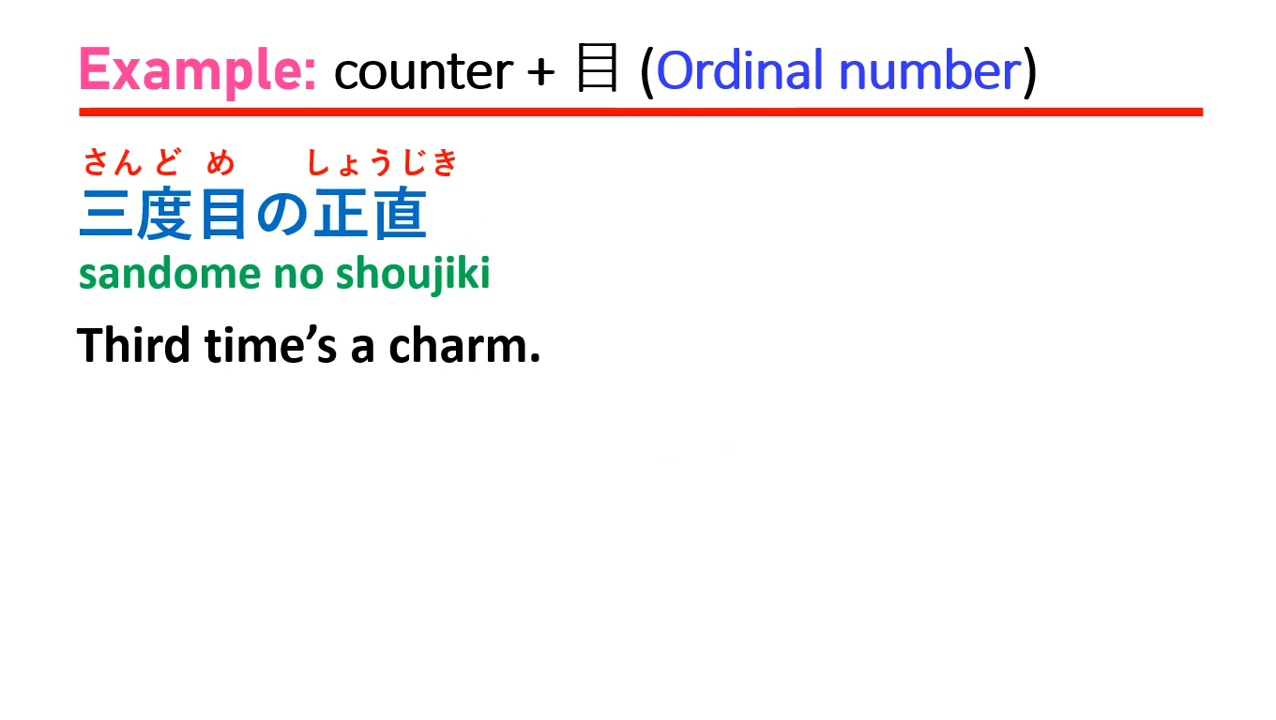 Example: counter + 目 (Ordinal number)
さんど め しょうじき
三度目の正直
sandome no shoujiki
Third time’s a charm.